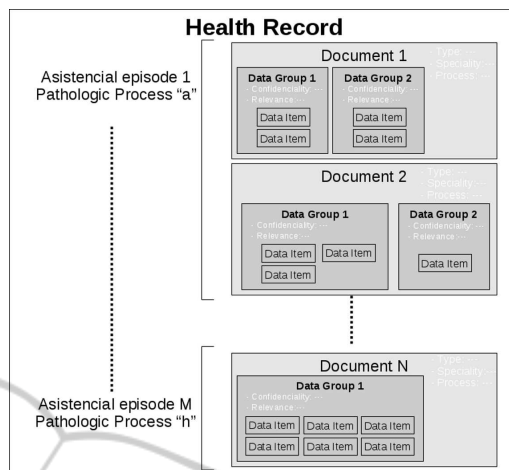 Health Record
Asistencial episode 1
Pathologic Process "a"
Document 1
- Type: ---
- Speciality: ---
- Process: ---
Data Group 1
- Confidenciality: ---
- Relevance: ---
Data Item
Data Item
Data Group 2
- Confidenciality: ---
- Relevance: ---
Data Item
Data Item
Document 2
- Type: ---
- Speciality: ---
- Process: ---
Data Group 1
- Confidenciality: ---
- Relevance: ---
Data Item Data Item
Data Item
Data Group 2
- Confidenciality: ---
- Relevance: ---
Data Item
Asistencial episode M
Pathologic Process "h"
Document N
- Type: ---
- Speciality: ---
- Process: ---
Data Group 1
- Confidenciality: ---
- Relevance: ---
Data Item Data Item Data Item
Data Item Data Item Data Item